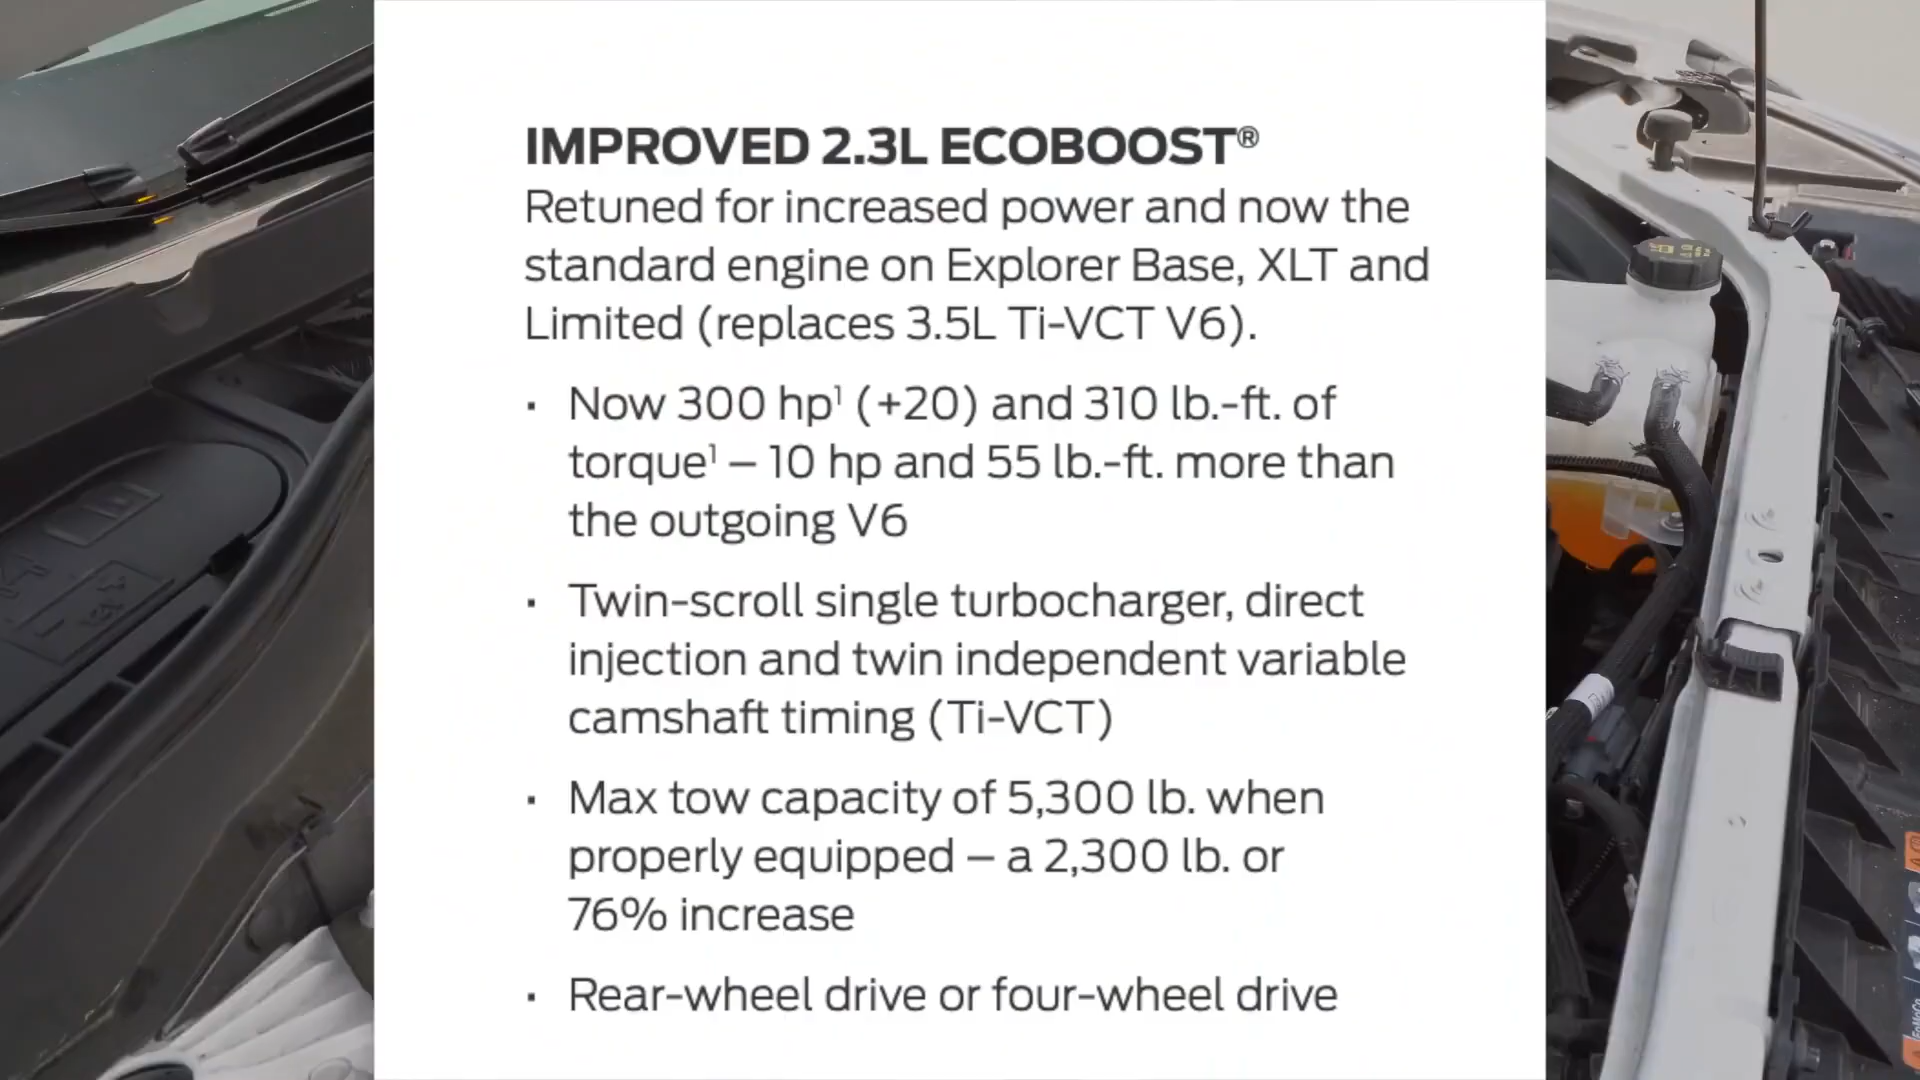 IMPROVED 2.3L ECOBOOST®
Retuned for increased power and now the
standard engine on Explorer Base, XLT and
Limited (replaces 3.5L Ti-VCT V6).
· Now 300 hp¹ (+20) and 310 lb.-ft. of
torque¹ – 10 hp and 55 lb.-ft. more than
the outgoing V6
· Twin-scroll single turbocharger, direct
injection and twin independent variable
camshaft timing (Ti-VCT)
· Max tow capacity of 5,300 lb. when
properly equipped – a 2,300 lb. or
76% increase
· Rear-wheel drive or four-wheel drive
FoMoCo